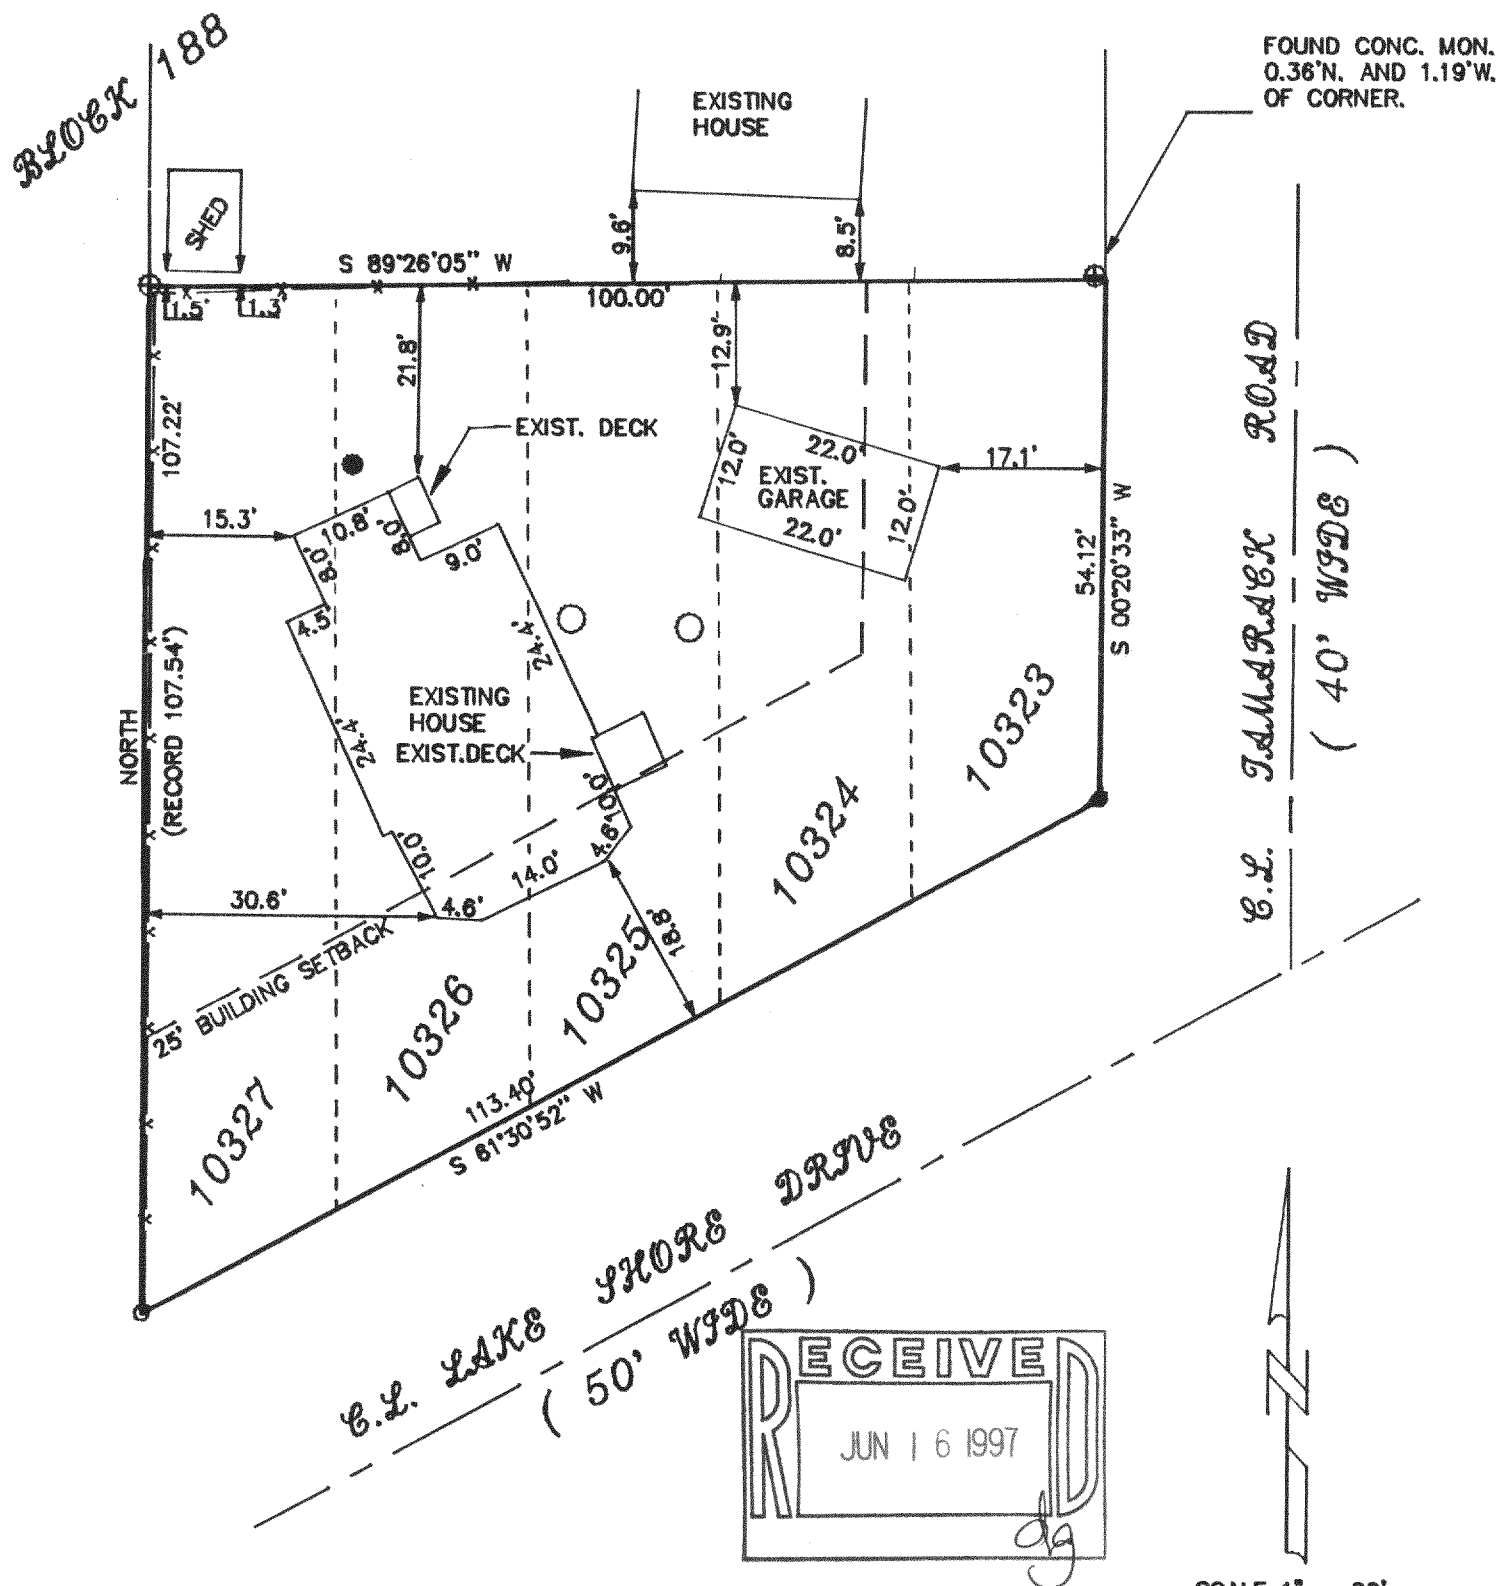 BLOCK 188
FOUND CONC. MON.
0.36'N. AND 1.19'W.
OF CORNER.
EXISTING
HOUSE
SHED
9.6'
8.5'
S 89°26'05" W
100.00'
1.5'
1.3'
21.8'
12.9'
107.22'
EXIST. DECK
22.0'
12.0'
EXIST.
GARAGE
17.1'
12.0'
22.0'
15.3'
10.8'
8.0'
8.0'
9.0'
4.5'
24.4'
54.12'
S 00°20'33" W
C.L. TAMARACK ROAD
( 40' WIDE )
NORTH
(RECORD 107.54')
EXISTING
HOUSE
EXIST.DECK
24.4'
10.0'
10.0'
4.6'
14.0'
4.6'
30.6'
18.8'
25' BUILDING SETBACK
10323
10324
10325
10326
10327
113.40'
S 61°30'52" W
C.L. LAKE SHORE DRIVE
( 50' WIDE )
RECEIVED
JUN 16 1997
dg
N